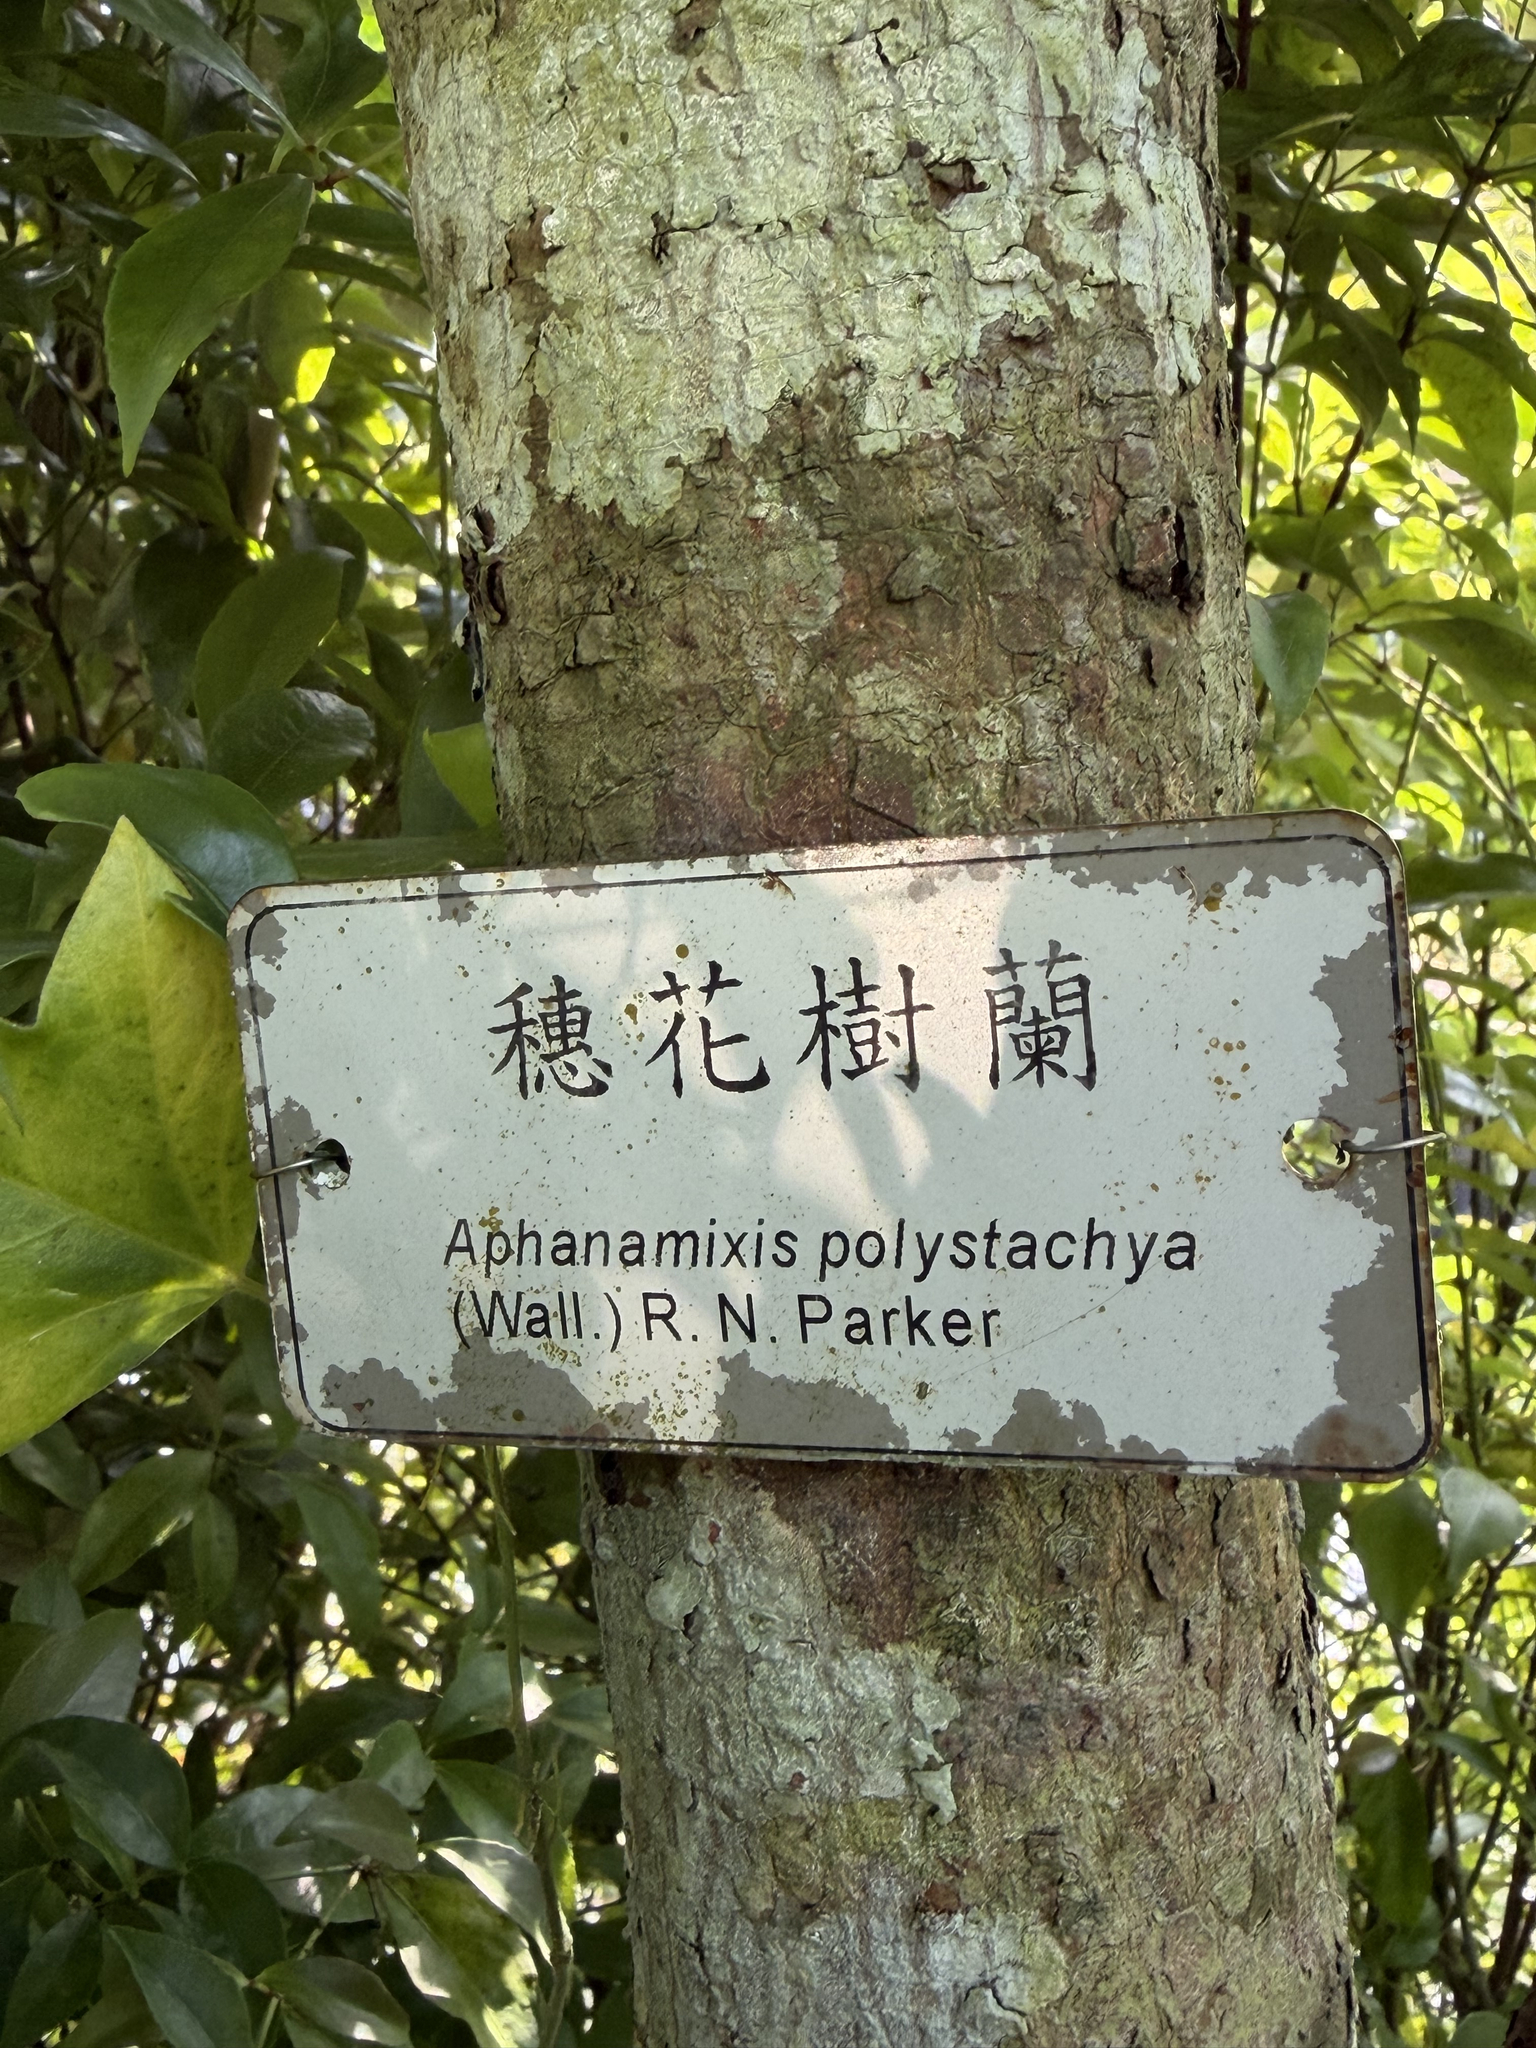 穗花樹蘭
Aphanamixis polystachya
(Wall.) R. N. Parker